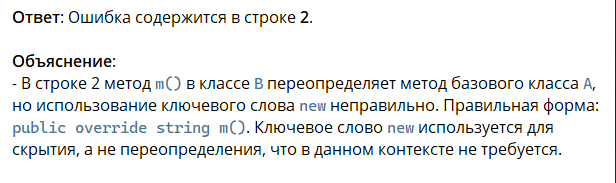 Ответ: Ошибка содержится в строке 2.
Объяснение:
- В строке 2 метод m() в классе B переопределяет метод базового класса A,
но использование ключевого слова new неправильно. Правильная форма:
public override string m(). Ключевое слово new используется для
скрытия, а не переопределения, что в данном контексте не требуется.